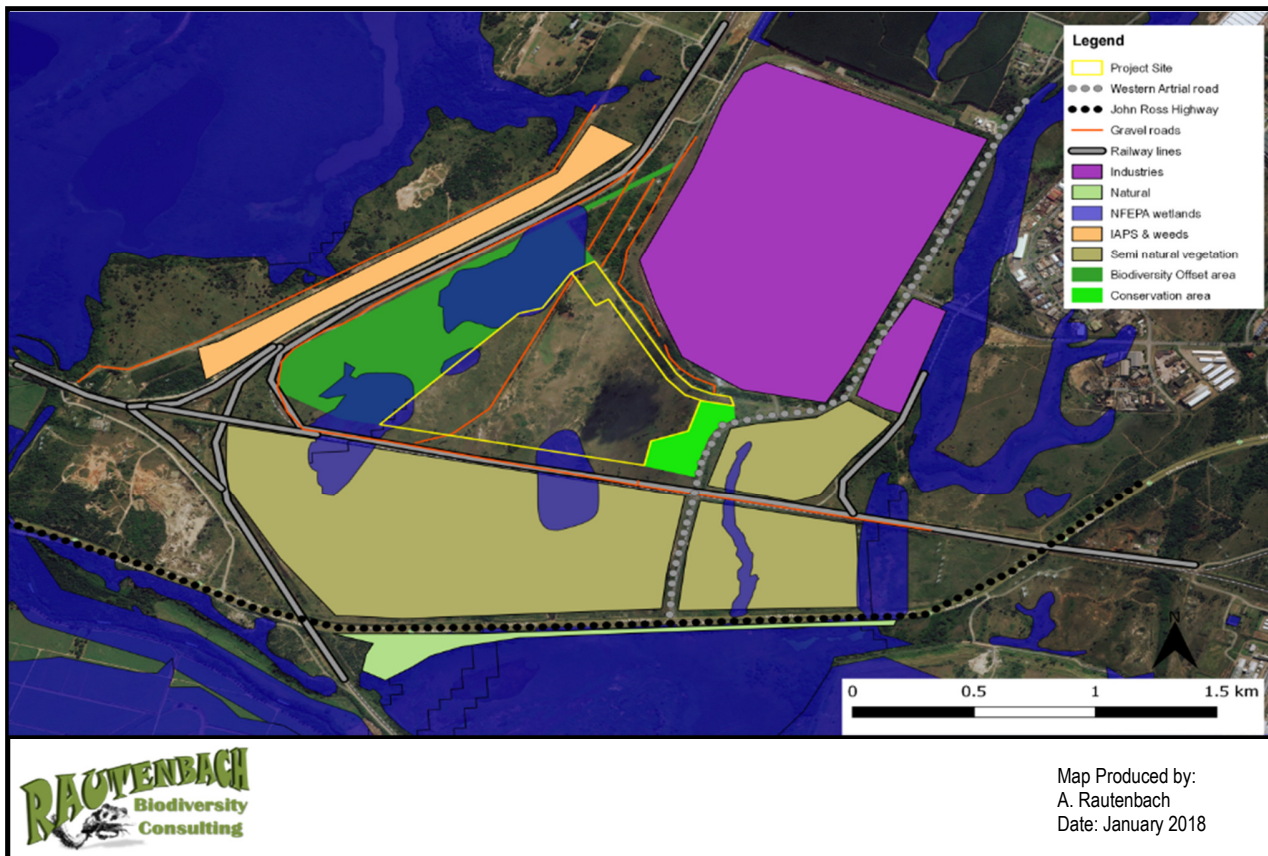 Legend
Project Site
Western Artrial road
John Ross Highway
Gravel roads
Railway lines
Industries
Natural
NFEPA wetlands
IAPS & weeds
Semi natural vegetation
Biodiversity Offset area
Conservation area
N
0 0.5 1 1.5 km
RAUTENBACH
Biodiversity
Consulting
Map Produced by:
A. Rautenbach
Date: January 2018